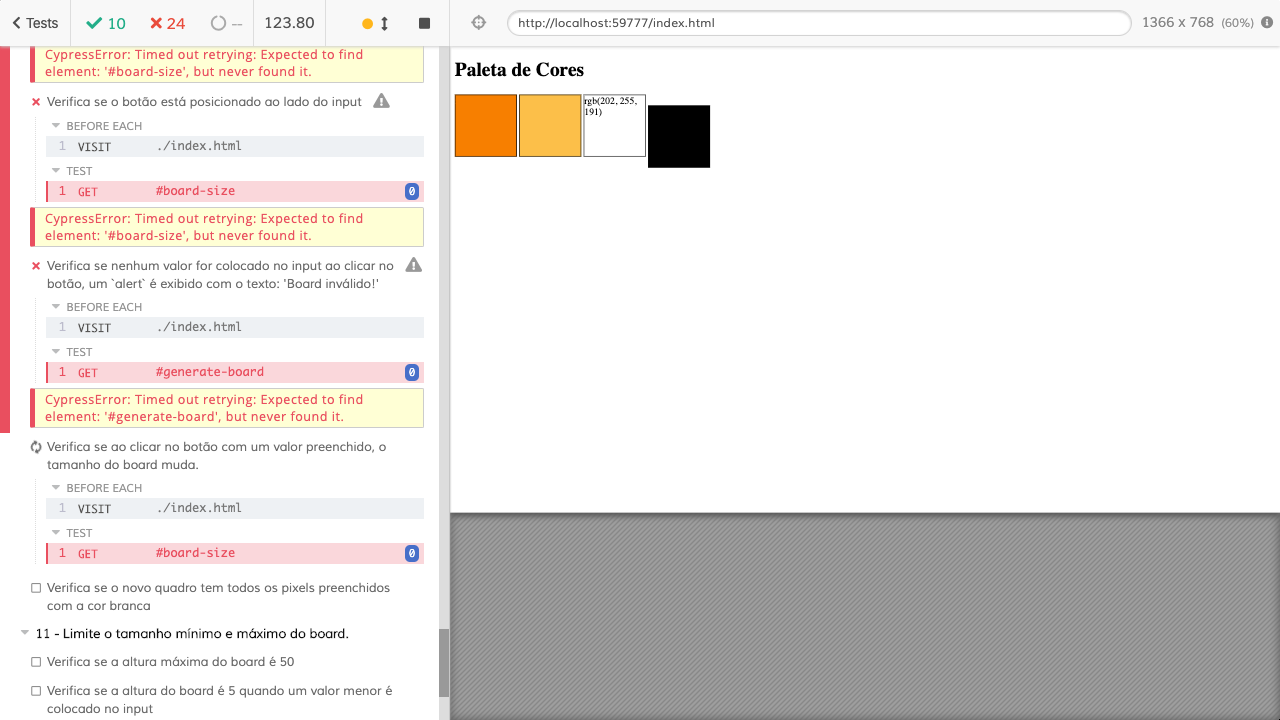 Tests 10 24 -- 123.80 http://localhost:59777/index.html 1366 x 768 (60%)
CypressError: Timed out retrying: Expected to find
element: '#board-size', but never found it.
Verifica se o botão está posicionado ao lado do input
BEFORE EACH
1 VISIT ./index.html
TEST
1 GET #board-size 0
CypressError: Timed out retrying: Expected to find
element: '#board-size', but never found it.
Verifica se nenhum valor for colocado no input ao clicar no
botão, um `alert` é exibido com o texto: 'Board inválido!'
BEFORE EACH
1 VISIT ./index.html
TEST
1 GET #generate-board 0
CypressError: Timed out retrying: Expected to find
element: '#generate-board', but never found it.
Verifica se ao clicar no botão com um valor preenchido, o
tamanho do board muda.
BEFORE EACH
1 VISIT ./index.html
TEST
1 GET #board-size 0
Verifica se o novo quadro tem todos os pixels preenchidos
com a cor branca
11 - Limite o tamanho mínimo e máximo do board.
Verifica se a altura máxima do board é 50
Verifica se a altura do board é 5 quando um valor menor é
colocado no input
Paleta de Cores
rgb(202, 255,
191)